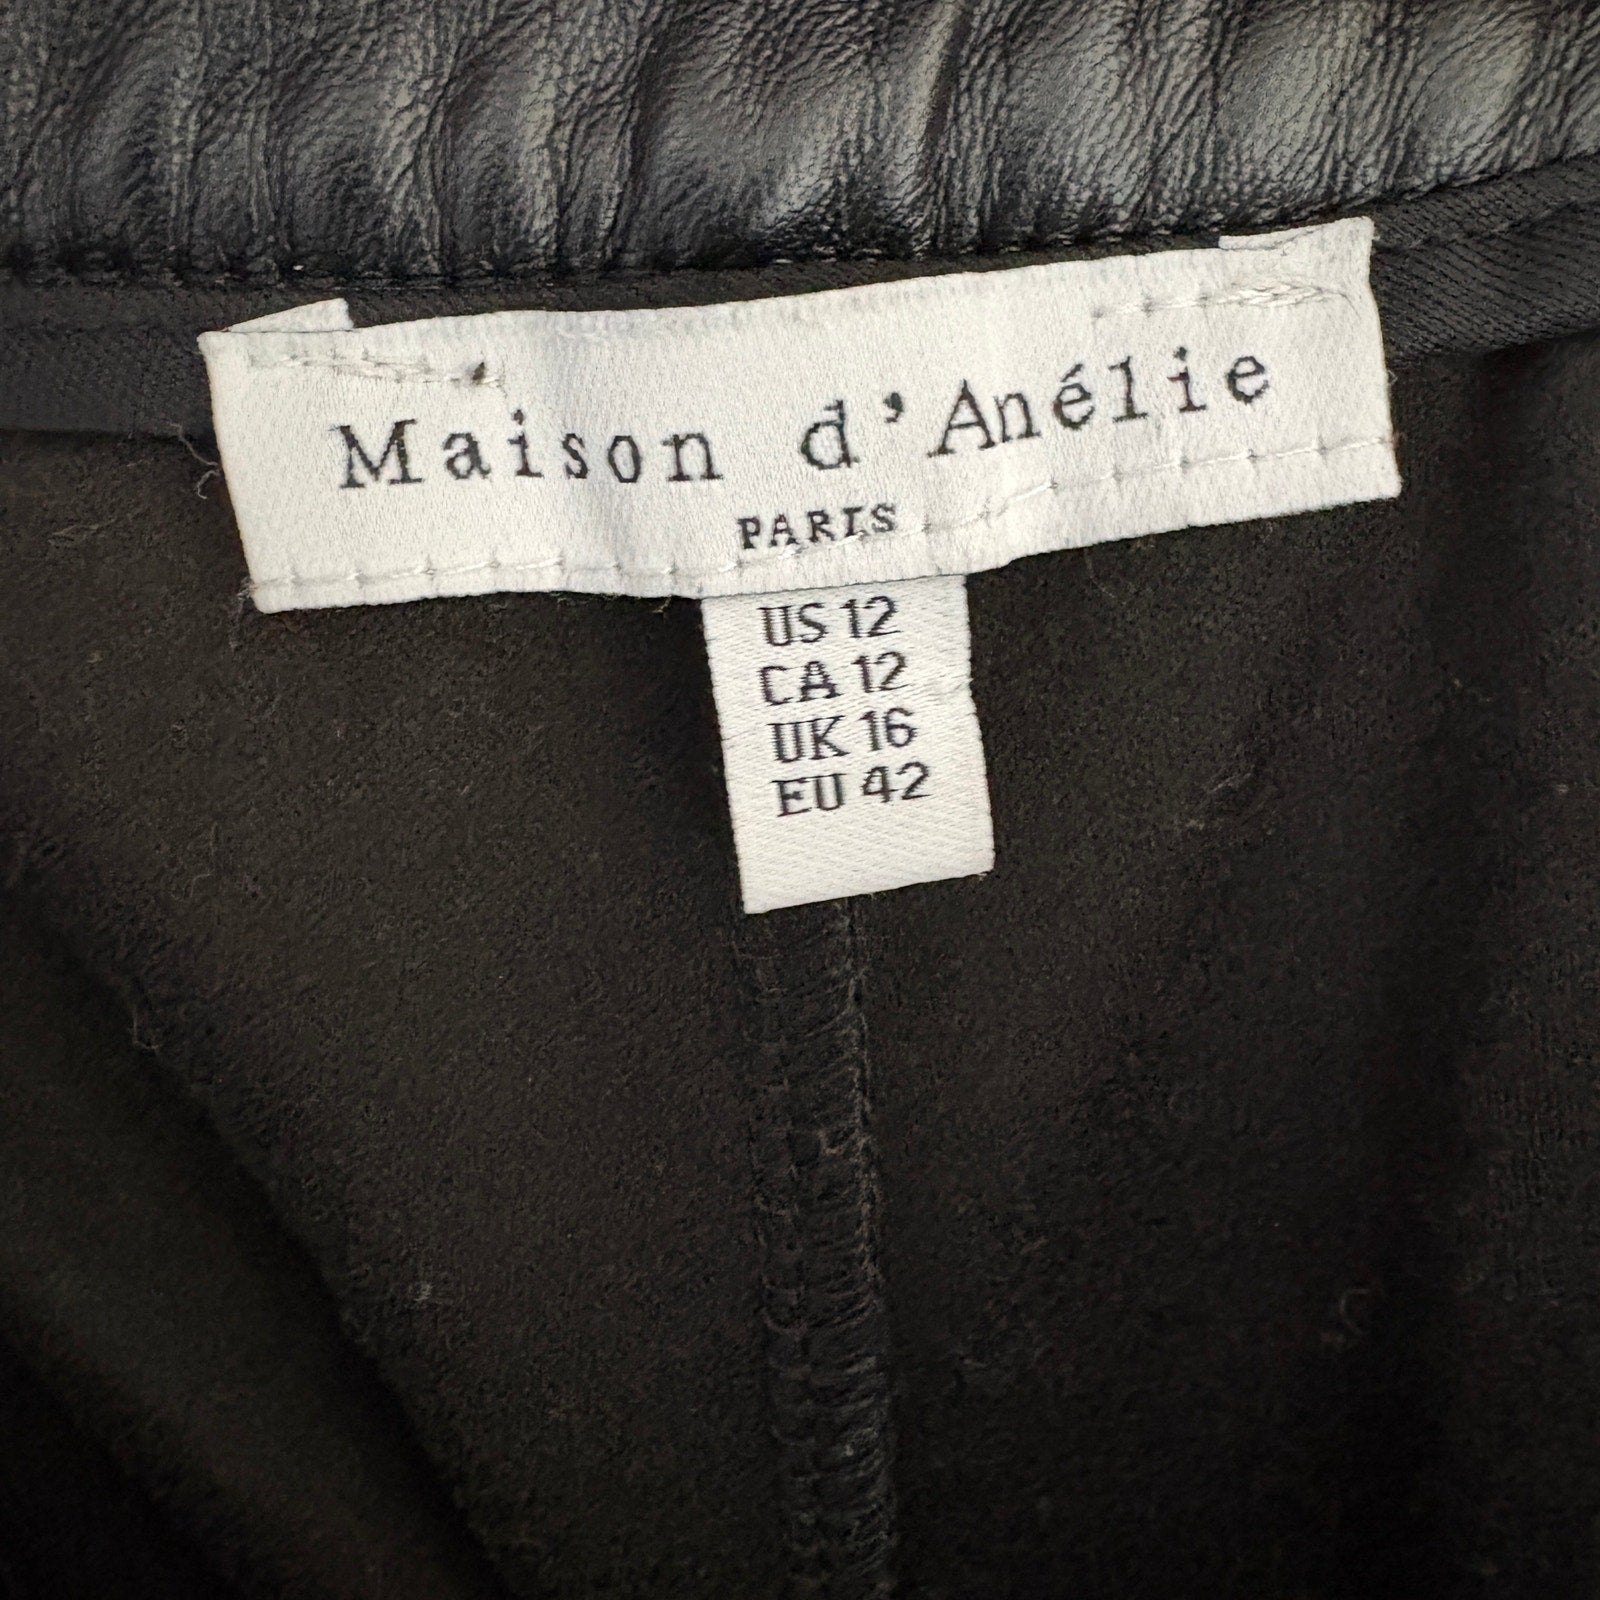 Maison d'Anélie
PARIS
US 12
CA 12
UK 16
EU 42